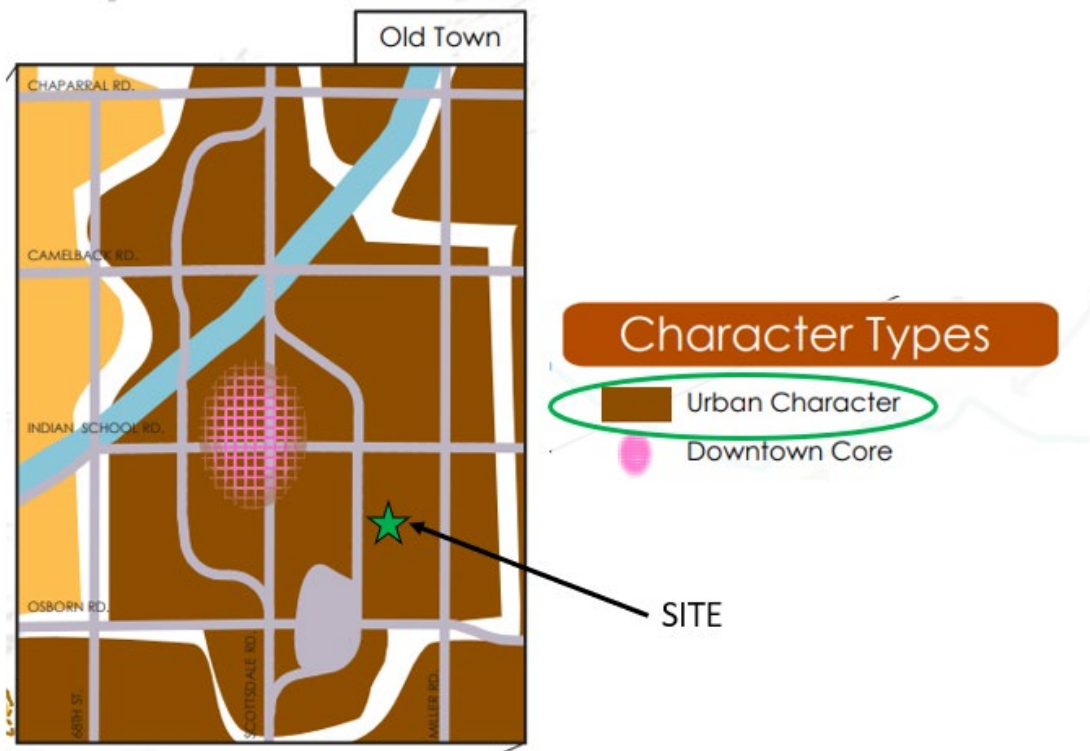 Old Town
CHAPARRAL RD.
CAMELBACK RD.
Character Types
Urban Character
INDIAN SCHOOL RD.
Downtown Core
SITE
OSBORN RD.
68TH ST.
SCOTTSDALE RD.
MILLER RD.